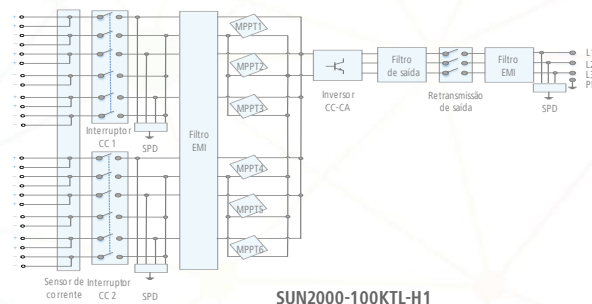 MPPT1
MPPT2
MPPT3
MPPT4
MPPT5
MPPT6
Interruptor
CC 1
SPD
Filtro
EMI
Inversor
CC-CA
Filtro
de saída
Retransmissão
de saída
Filtro
EMI
SPD
L1
L2
L3
Sensor de
corrente
Interruptor
CC 2
SPD
SUN2000-100KTL-H1